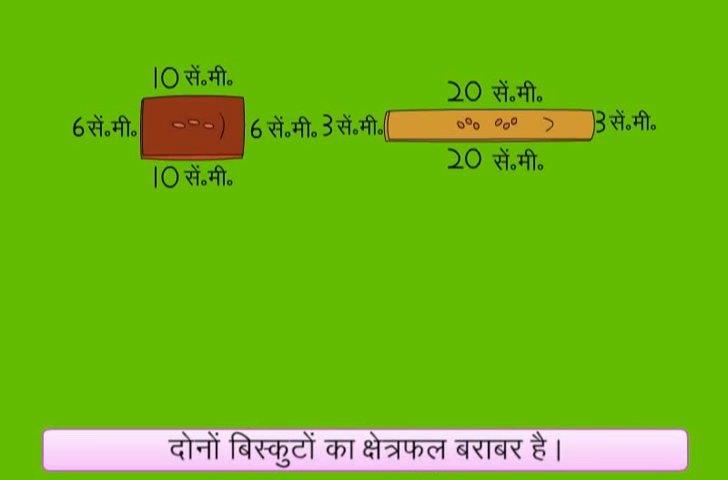 10 सें॰मी॰
20 सें॰मी॰
6 सें॰मी॰ 6 सें॰मी॰ 3 सें॰मी॰ 3 सें॰मी॰
10 सें॰मी॰
20 सें॰मी॰
दोनों बिस्कुटों का क्षेत्रफल बराबर है।